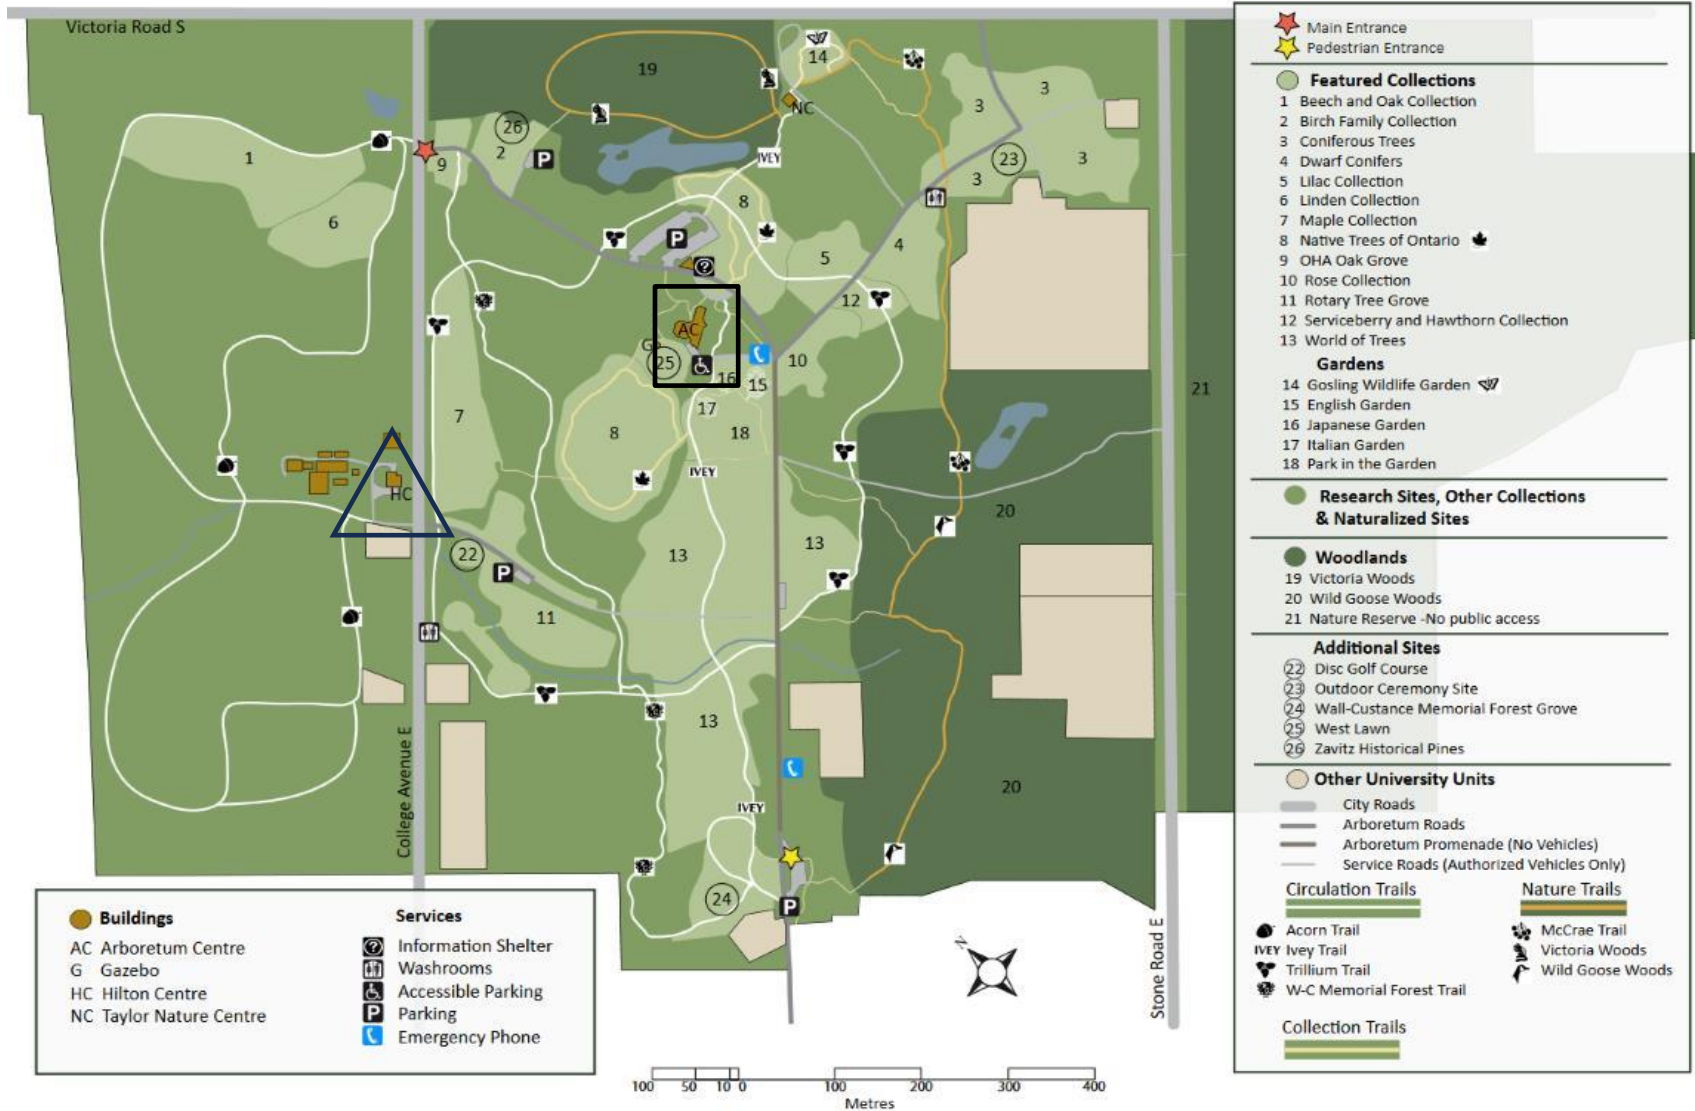 Victoria Road S
19
14
NC
3
3
26
2
1
9
IVEY
23
3
3
6
8
5
4
P
P
?
12
AC
G
25
16
15
10
21
7
17
8
18
IVEY
HC
20
13
13
22
P
11
13
20
College Avenue E
IVEY
24
P
Stone Road E
N
Main Entrance
Pedestrian Entrance
Featured Collections
1 Beech and Oak Collection
2 Birch Family Collection
3 Coniferous Trees
4 Dwarf Conifers
5 Lilac Collection
6 Linden Collection
7 Maple Collection
8 Native Trees of Ontario
9 OHA Oak Grove
10 Rose Collection
11 Rotary Tree Grove
12 Serviceberry and Hawthorn Collection
13 World of Trees
Gardens
14 Gosling Wildlife Garden
15 English Garden
16 Japanese Garden
17 Italian Garden
18 Park in the Garden
Research Sites, Other Collections
& Naturalized Sites
Woodlands
19 Victoria Woods
20 Wild Goose Woods
21 Nature Reserve -No public access
Additional Sites
22 Disc Golf Course
23 Outdoor Ceremony Site
24 Wall-Custance Memorial Forest Grove
25 West Lawn
26 Zavitz Historical Pines
Other University Units
City Roads
Arboretum Roads
Arboretum Promenade (No Vehicles)
Service Roads (Authorized Vehicles Only)
Circulation Trails
Acorn Trail
IVEY Ivey Trail
Trillium Trail
W-C Memorial Forest Trail
Nature Trails
McCrae Trail
Victoria Woods
Wild Goose Woods
Collection Trails
Buildings
AC Arboretum Centre
G Gazebo
HC Hilton Centre
NC Taylor Nature Centre
Services
? Information Shelter
Washrooms
Accessible Parking
P Parking
Emergency Phone
100 50 10 0 100 200 300 400
Metres